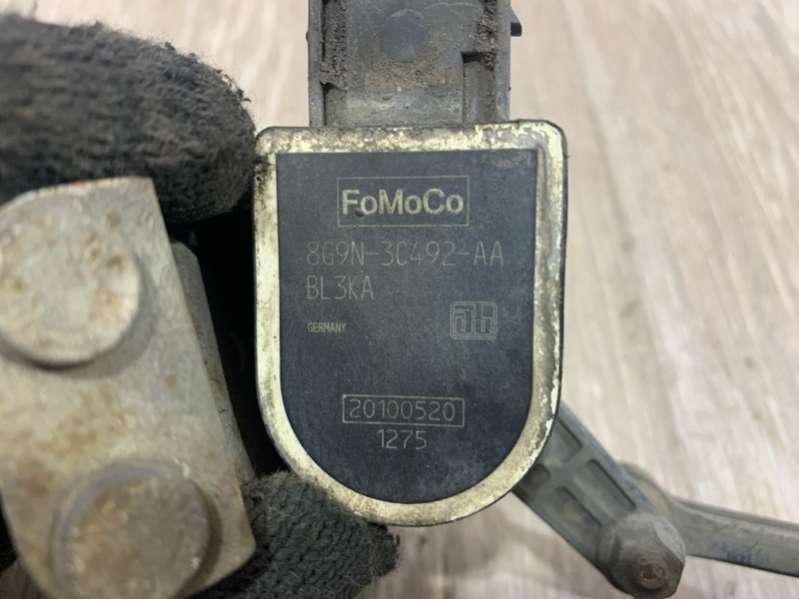 FoMoCo
8G9N-3C492-AA
BL3KA
GERMANY
20100520
1275